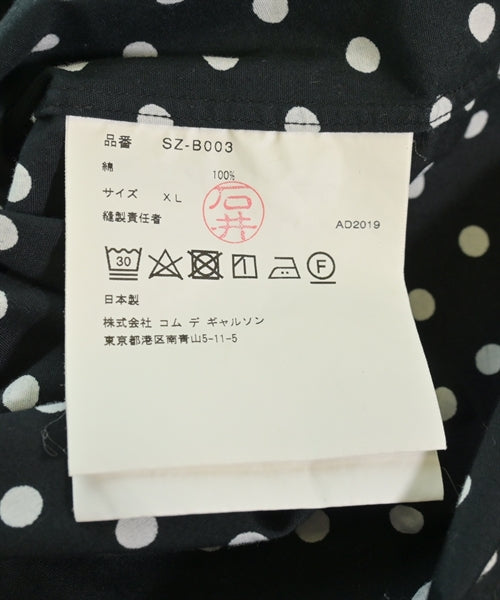 品番 SZ-B003
綿 100%
サイズ XL
縫製責任者 石井
AD2019
30 F
日本製
株式会社 コム デ ギャルソン
東京都港区南青山5-11-5